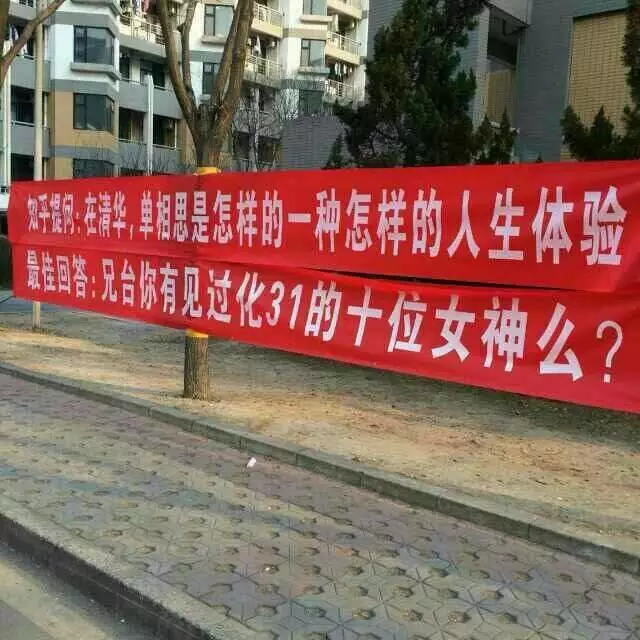 知乎提问：在清华，单相思是怎样的一种怎样的人生体验
最佳回答：兄台你有见过化31的十位女神么？